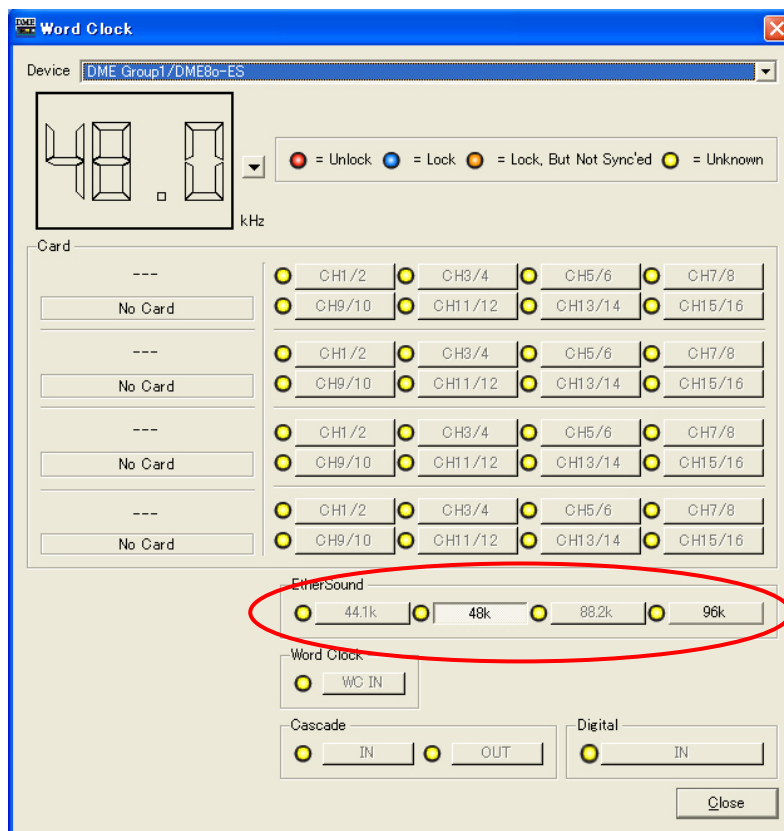 DME Word Clock
Device DME Group1/DME8o-ES
48.0 kHz
= Unlock = Lock = Lock, But Not Sync'ed = Unknown
Card
--- CH1/2 CH3/4 CH5/6 CH7/8
No Card CH9/10 CH11/12 CH13/14 CH15/16
--- CH1/2 CH3/4 CH5/6 CH7/8
No Card CH9/10 CH11/12 CH13/14 CH15/16
--- CH1/2 CH3/4 CH5/6 CH7/8
No Card CH9/10 CH11/12 CH13/14 CH15/16
--- CH1/2 CH3/4 CH5/6 CH7/8
No Card CH9/10 CH11/12 CH13/14 CH15/16
EtherSound
44.1k 48k 88.2k 96k
Word Clock
WC IN
Cascade Digital
IN OUT IN
Close